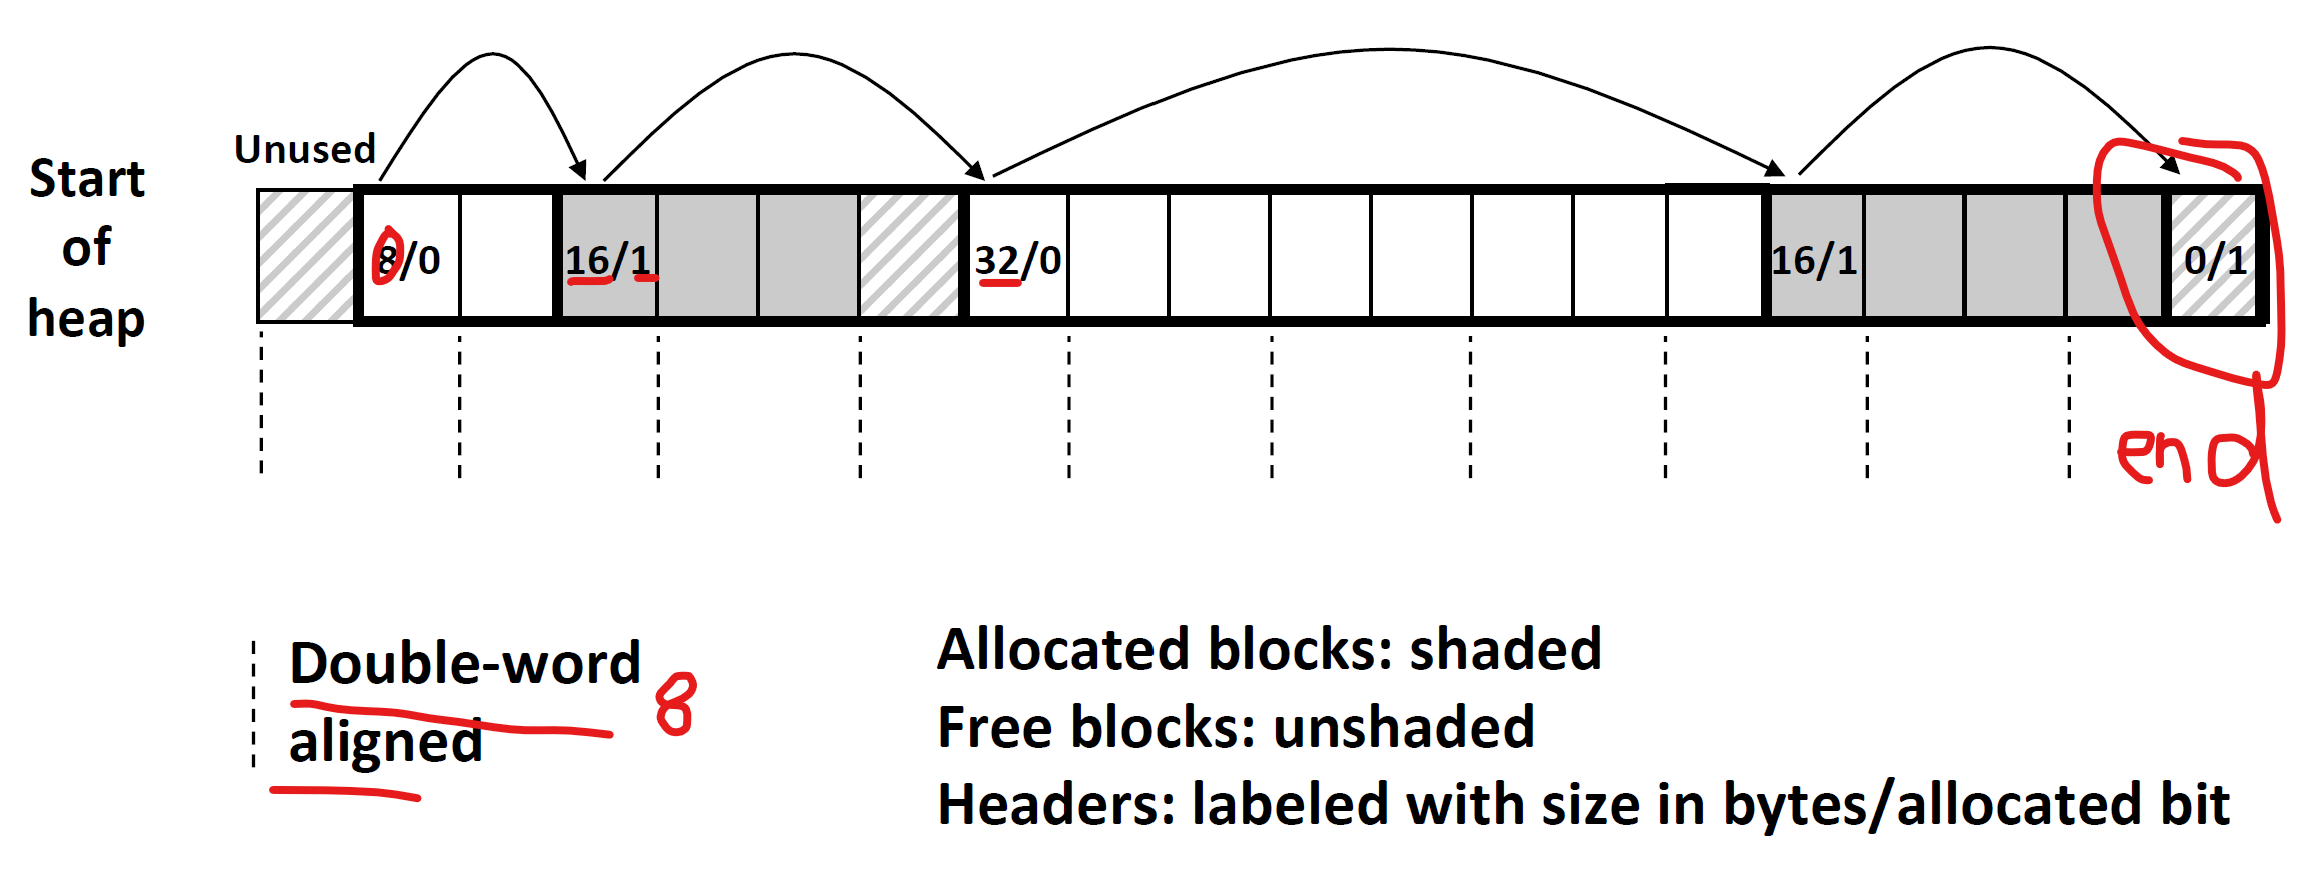 Unused
Start
of
heap
8/0 16/1 32/0 16/1 0/1
end
Double-word
aligned
8
Allocated blocks: shaded
Free blocks: unshaded
Headers: labeled with size in bytes/allocated bit